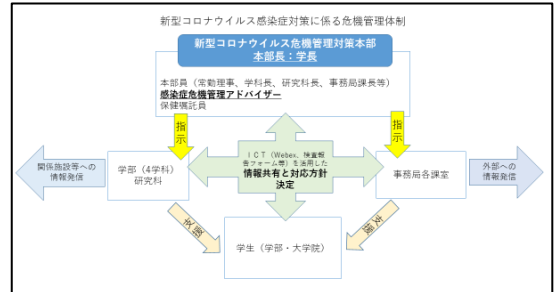 新型コロナウイルス感染症対策に係る危機管理体制
新型コロナウイルス危機管理対策本部
本部長：学長
本部員（常勤理事、学科長、研究科長、事務局課長等）
感染症危機管理アドバイザー
保健嘱託員
指示
指示
ＩＣＴ（Webex、検査報
告フォーム等）を活用した
情報共有と対応方針
決定
関係施設等への
情報発信
学部（4学科）
研究科
事務局各課室
外部への
情報発信
支援
支援
学生（学部・大学院）